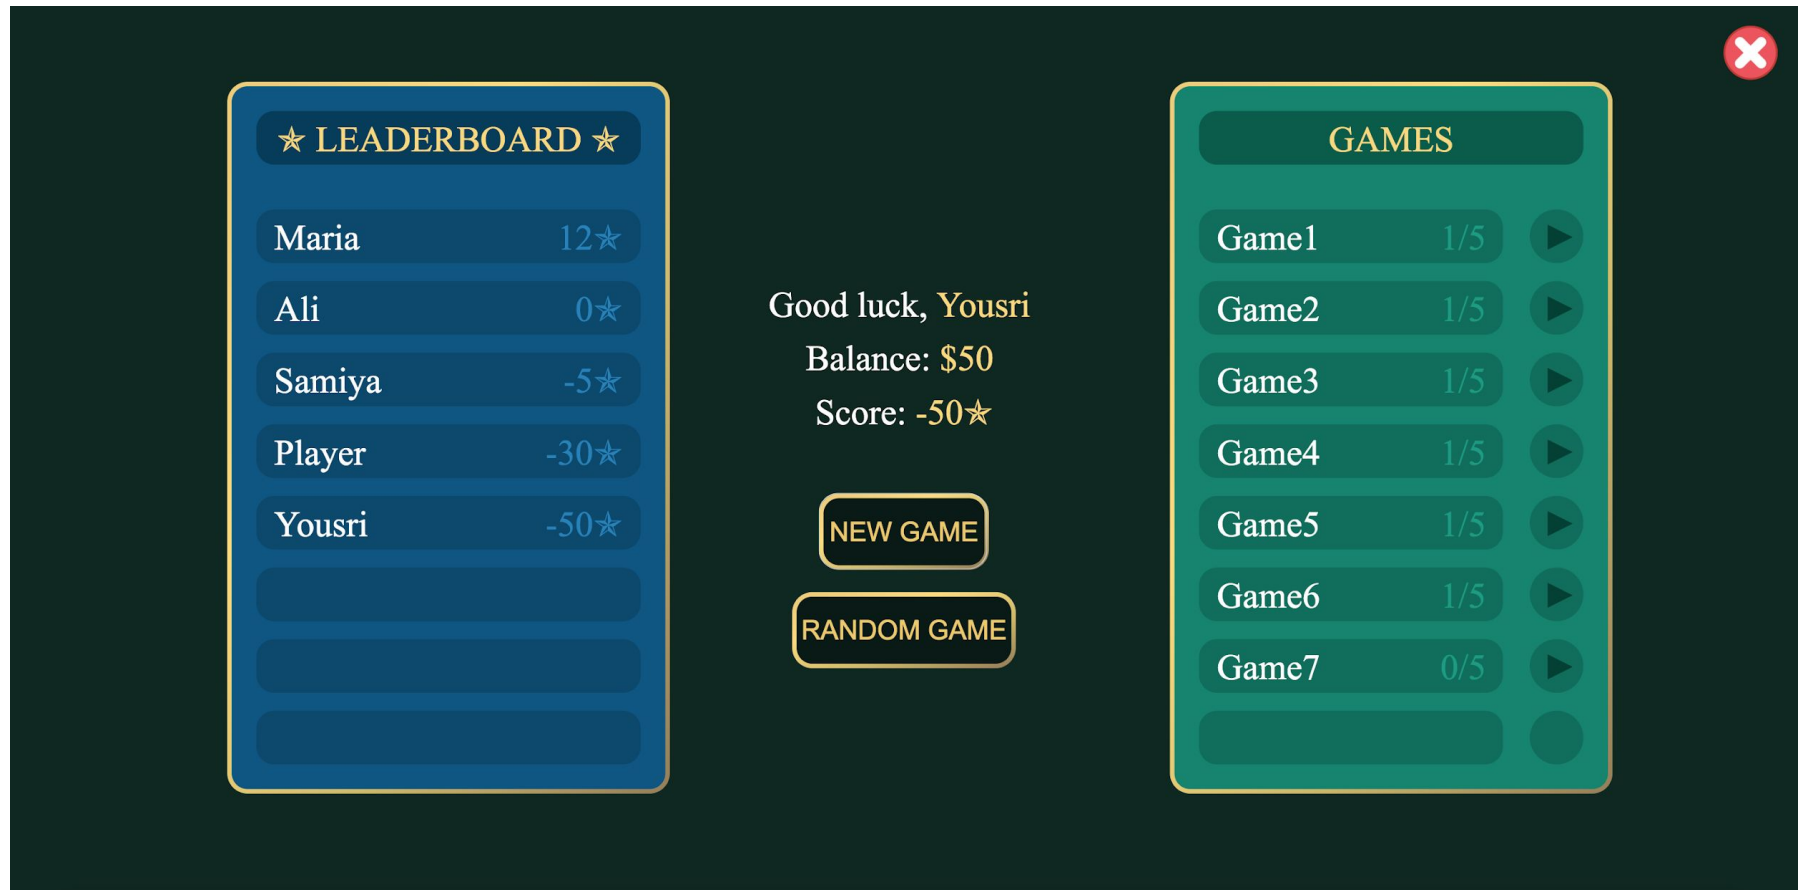 ✯ LEADERBOARD ✯
Maria 12✯
Ali 0✯
Samiya -5✯
Player -30✯
Yousri -50✯
Good luck, Yousri
Balance: $50
Score: -50✯
NEW GAME
RANDOM GAME
GAMES
Game1 1/5
Game2 1/5
Game3 1/5
Game4 1/5
Game5 1/5
Game6 1/5
Game7 0/5